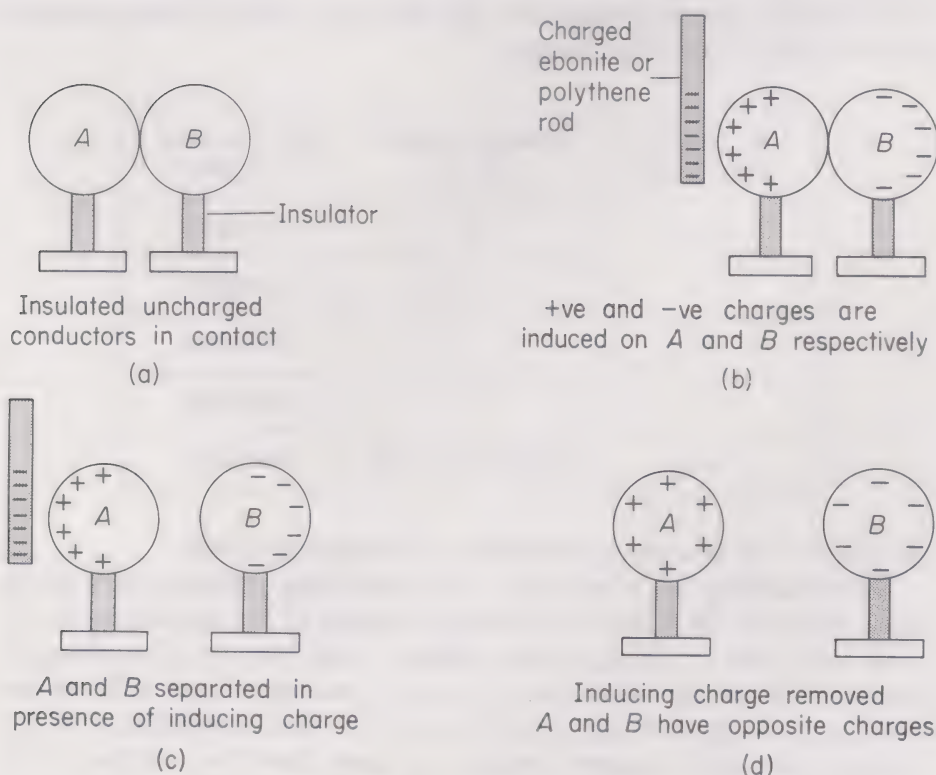 A
B
Insulator
Insulated uncharged
conductors in contact
(a)
Charged
ebonite or
polythene
rod
+ + + + + +
A
B
− − − − − −
+ve and −ve charges are
induced on A and B respectively
(b)
+ + + + + +
A
B
− − − − − −
A and B separated in
presence of inducing charge
(c)
+ + + + + +
A
B
− − − − − −
Inducing charge removed
A and B have opposite charges
(d)